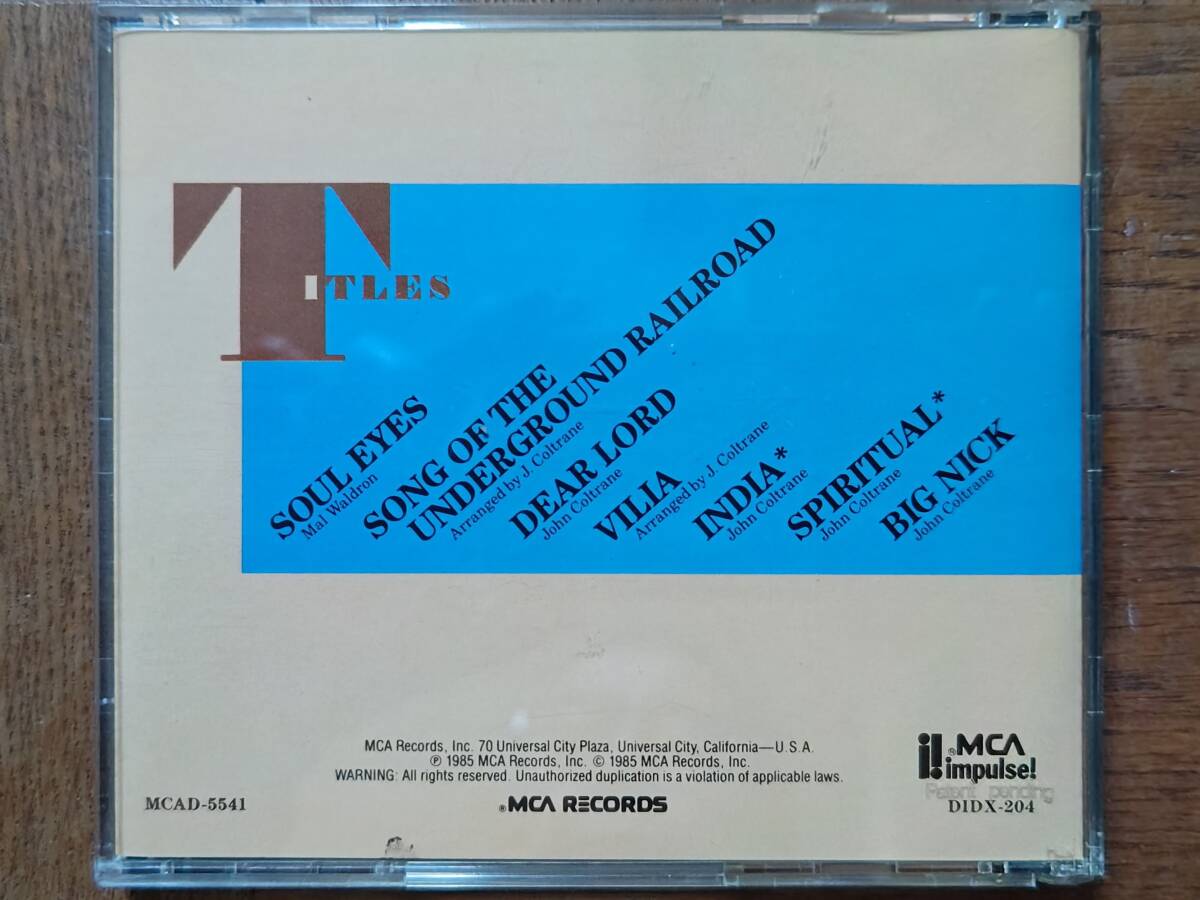 TITLES
SOUL EYES
Mal Waldron
SONG OF THE
UNDERGROUND RAILROAD
Arranged by J. Coltrane
DEAR LORD
John Coltrane
VILIA
Arranged by J. Coltrane
INDIA*
John Coltrane
SPIRITUAL*
John Coltrane
BIG NICK
John Coltrane
MCA Records, Inc. 70 Universal City Plaza, Universal City, California—U.S.A.
℗ 1985 MCA Records, Inc. © 1985 MCA Records, Inc.
WARNING: All rights reserved. Unauthorized duplication is a violation of applicable laws.
MCAD-5541
®MCA RECORDS
i! ®MCA
impulse!
Patent pending
DIDX-204